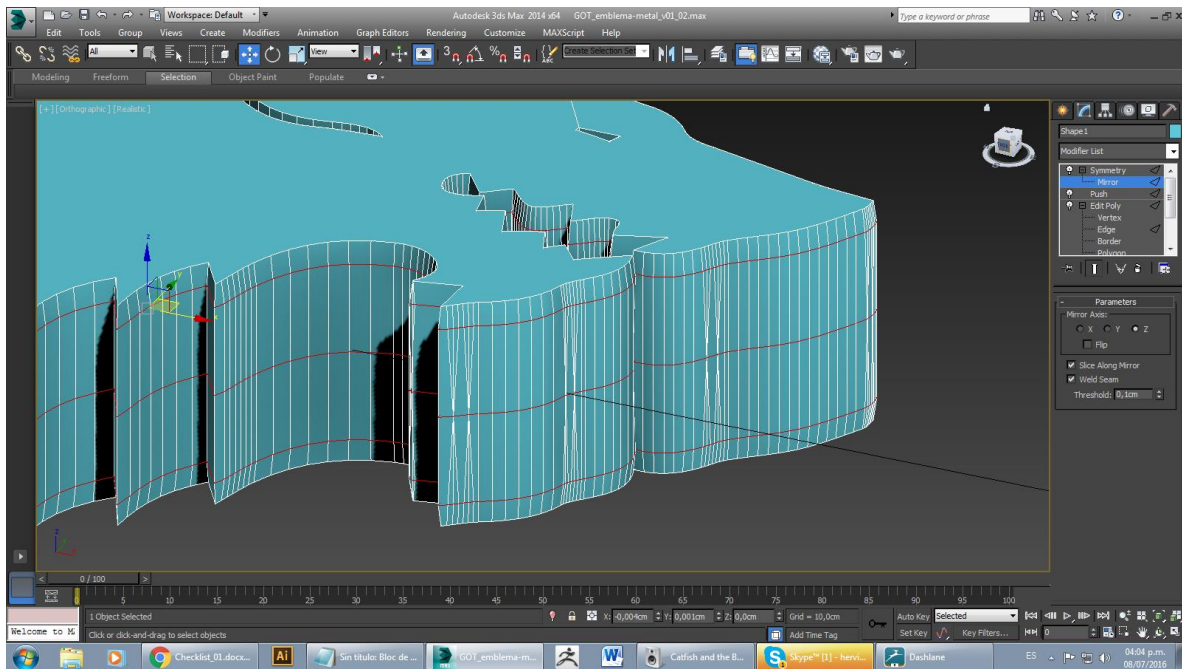 Workspace: Default
Autodesk 3ds Max 2014 x64 GOT_emblema-metal_v01_02.max
Type a keyword or phrase
Edit Tools Group Views Create Modifiers Animation Graph Editors Rendering Customize MAXScript Help
All
View
3
Create Selection Set
Modeling Freeform Selection Object Paint Populate
[+] [Orthographic] [Realistic]
Shape1
Modifier List
Symmetry
Mirror
Push
Edit Poly
Vertex
Edge
Border
Polygon
Parameters
Mirror Axis:
X Y Z
Flip
Slice Along Mirror
Weld Seam
Threshold: 0,1cm
z
y
x
z
x
0 / 100
0 5 10 15 20 25 30 35 40 45 50 55 60 65 70 75 80 85 90 95 100
1 Object Selected
X: -0,004cm Y: 0,001cm Z: 0,0cm
Grid = 10,0cm
Auto Key Selected
Welcome to M
Click or click-and-drag to select objects
Add Time Tag
Set Key Key Filters...
0
Checklist_01.docx...
Ai
Sin título: Bloc de ...
GOT_emblema-m...
W
Catfish and the B...
Skype™ [1] - hervi...
Dashlane
ES
04:04 p.m.
08/07/2016